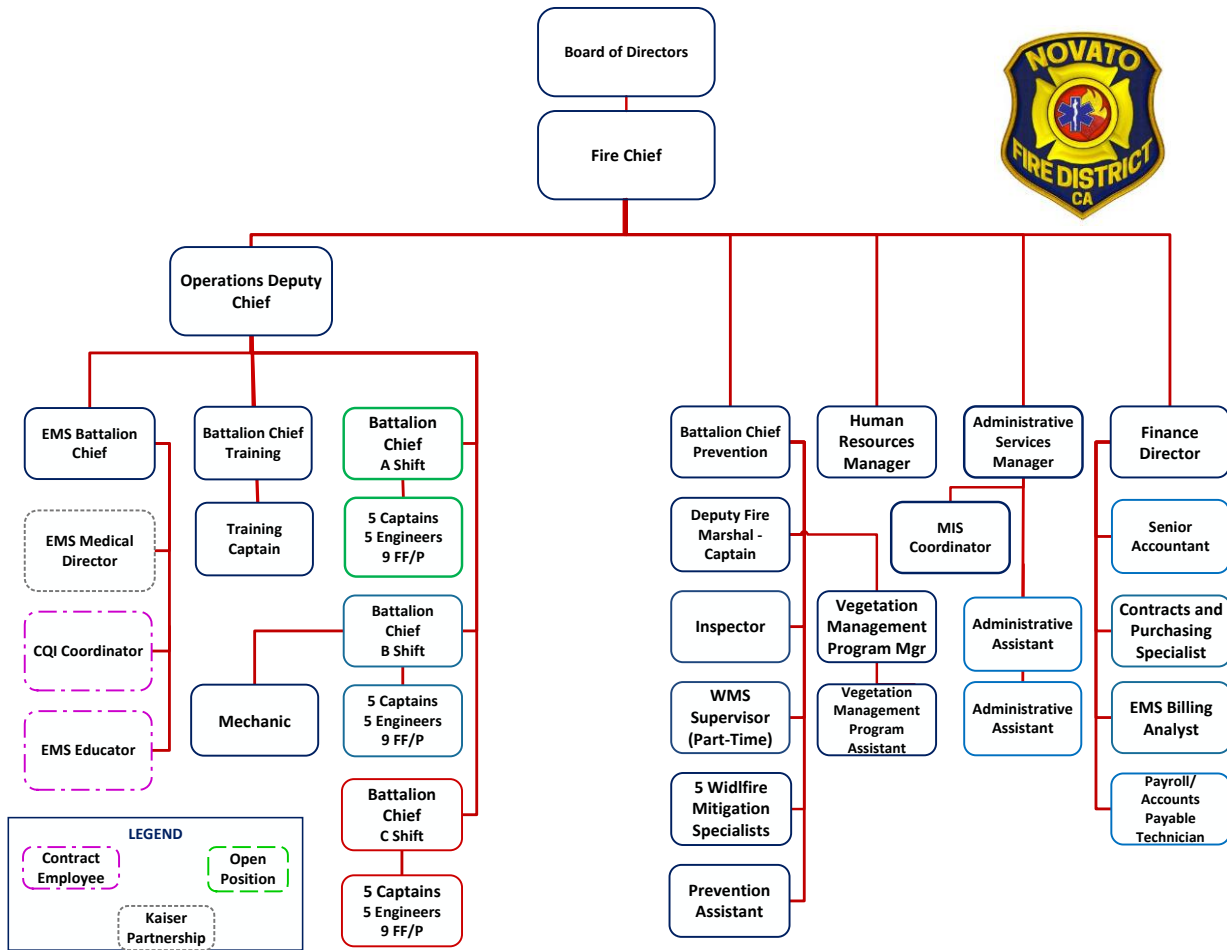 Board of Directors
NOVATO
FIRE DISTRICT
CA
Fire Chief
Operations Deputy
Chief
EMS Battalion
Chief
Battalion Chief
Training
Battalion
Chief
A Shift
Battalion Chief
Prevention
Human
Resources
Manager
Administrative
Services
Manager
Finance
Director
EMS Medical
Director
Training
Captain
5 Captains
5 Engineers
9 FF/P
Deputy Fire
Marshal -
Captain
MIS
Coordinator
Senior
Accountant
CQI Coordinator
Battalion
Chief
B Shift
Inspector
Vegetation
Management
Program Mgr
Administrative
Assistant
Contracts and
Purchasing
Specialist
EMS Educator
Mechanic
5 Captains
5 Engineers
9 FF/P
WMS
Supervisor
(Part-Time)
Vegetation
Management
Program
Assistant
Administrative
Assistant
EMS Billing
Analyst
Battalion
Chief
C Shift
5 Widlfire
Mitigation
Specialists
Payroll/
Accounts
Payable
Technician
5 Captains
5 Engineers
9 FF/P
Prevention
Assistant
LEGEND
Contract
Employee
Open
Position
Kaiser
Partnership